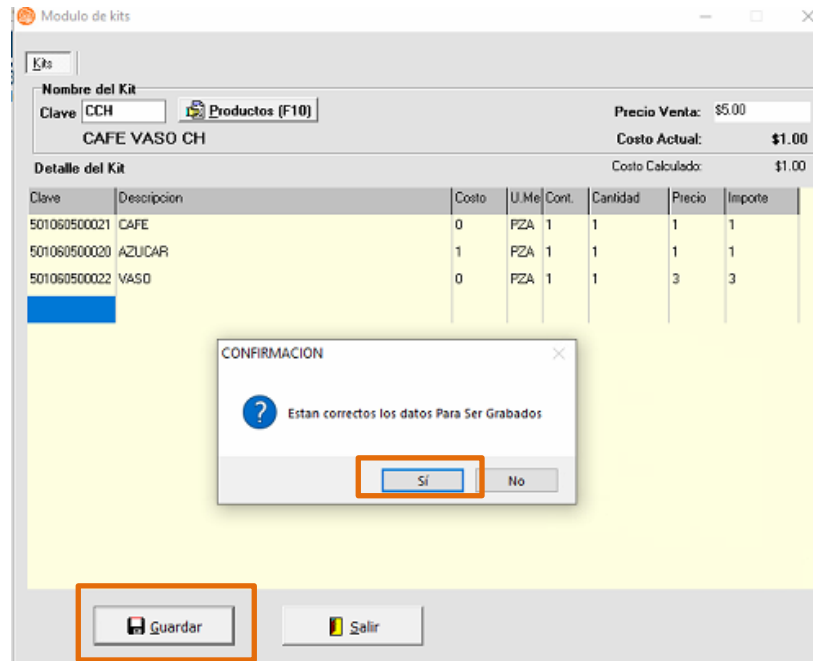 Modulo de kits
Kits
Nombre del Kit
Clave CCH Productos (F10) Precio Venta: $5.00
CAFE VASO CH Costo Actual: $1.00
Detalle del Kit Costo Calculado: $1.00
Clave Descripcion Costo U.Me Cont. Cantidad Precio Importe
501060500021 CAFE 0 PZA 1 1 1 1
501060500020 AZUCAR 1 PZA 1 1 1 1
501060500022 VASO 0 PZA 1 1 3 3
CONFIRMACION
Estan correctos los datos Para Ser Grabados
Sí No
Guardar Salir